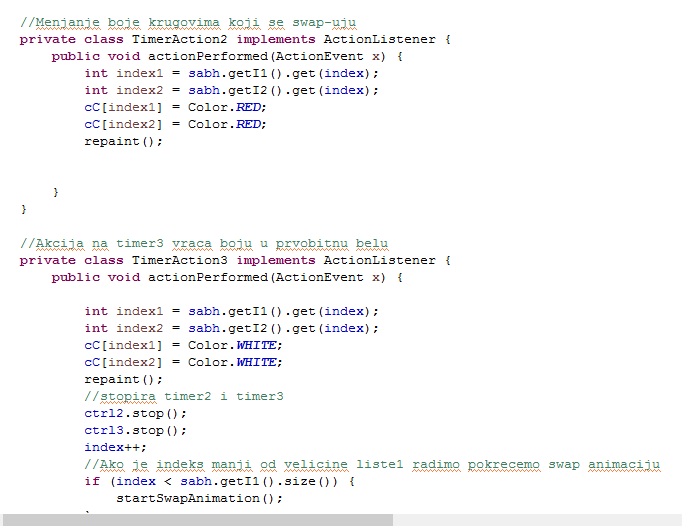 //Menjanje boje krugovima koji se swap-uju
private class TimerAction2 implements ActionListener {
    public void actionPerformed(ActionEvent x) {
        int index1 = sabh.getI1().get(index);
        int index2 = sabh.getI2().get(index);
        cC[index1] = Color.RED;
        cC[index2] = Color.RED;
        repaint();
    }
}
//Akcija na timer3 vraca boju u prvobitnu belu
private class TimerAction3 implements ActionListener {
    public void actionPerformed(ActionEvent x) {
        int index1 = sabh.getI1().get(index);
        int index2 = sabh.getI2().get(index);
        cC[index1] = Color.WHITE;
        cC[index2] = Color.WHITE;
        repaint();
        //stopira timer2 i timer3
        ctrl2.stop();
        ctrl3.stop();
        index++;
        //Ako je indeks manji od velicine liste1 radimo pokrecemo swap animaciju
        if (index < sabh.getI1().size()) {
            startSwapAnimation();